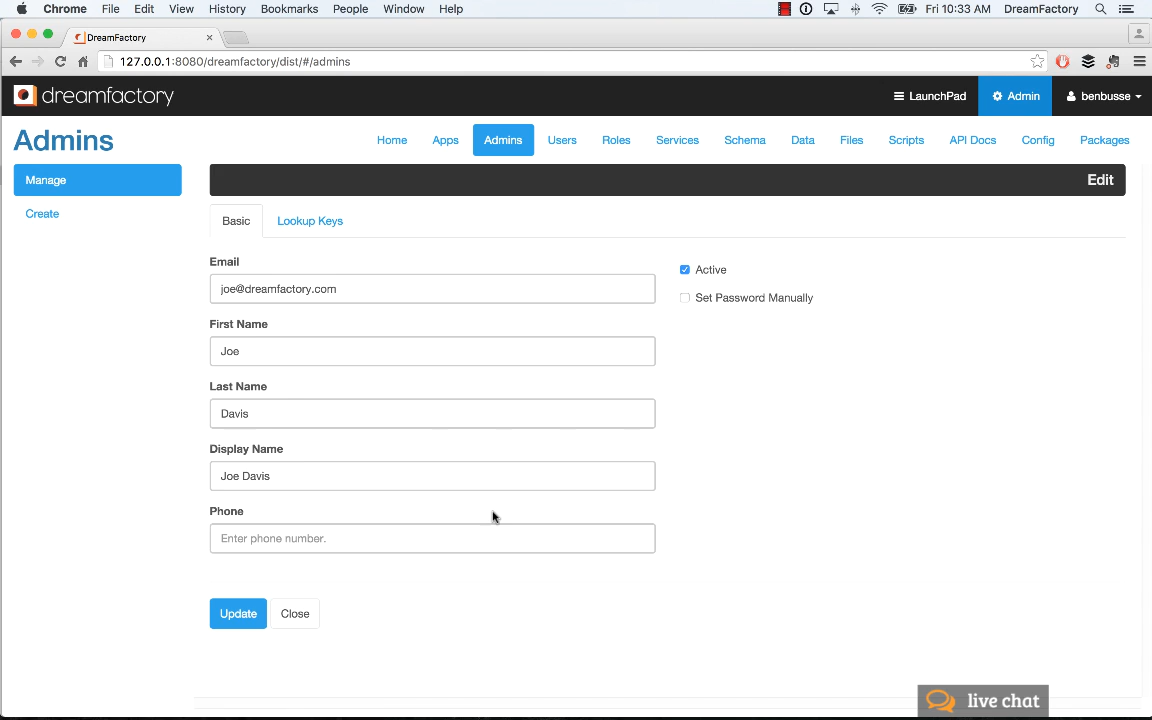 Chrome File Edit View History Bookmarks People Window Help Fri 10:33 AM DreamFactory
DreamFactory
127.0.0.1:8080/dreamfactory/dist/#/admins
dreamfactory LaunchPad Admin benbusse
Admins Home Apps Admins Users Roles Services Schema Data Files Scripts API Docs Config Packages
Manage Edit
Create
Basic Lookup Keys
Email
Active
joe@dreamfactory.com
Set Password Manually
First Name
Joe
Last Name
Davis
Display Name
Joe Davis
Phone
Enter phone number.
Update Close
live chat